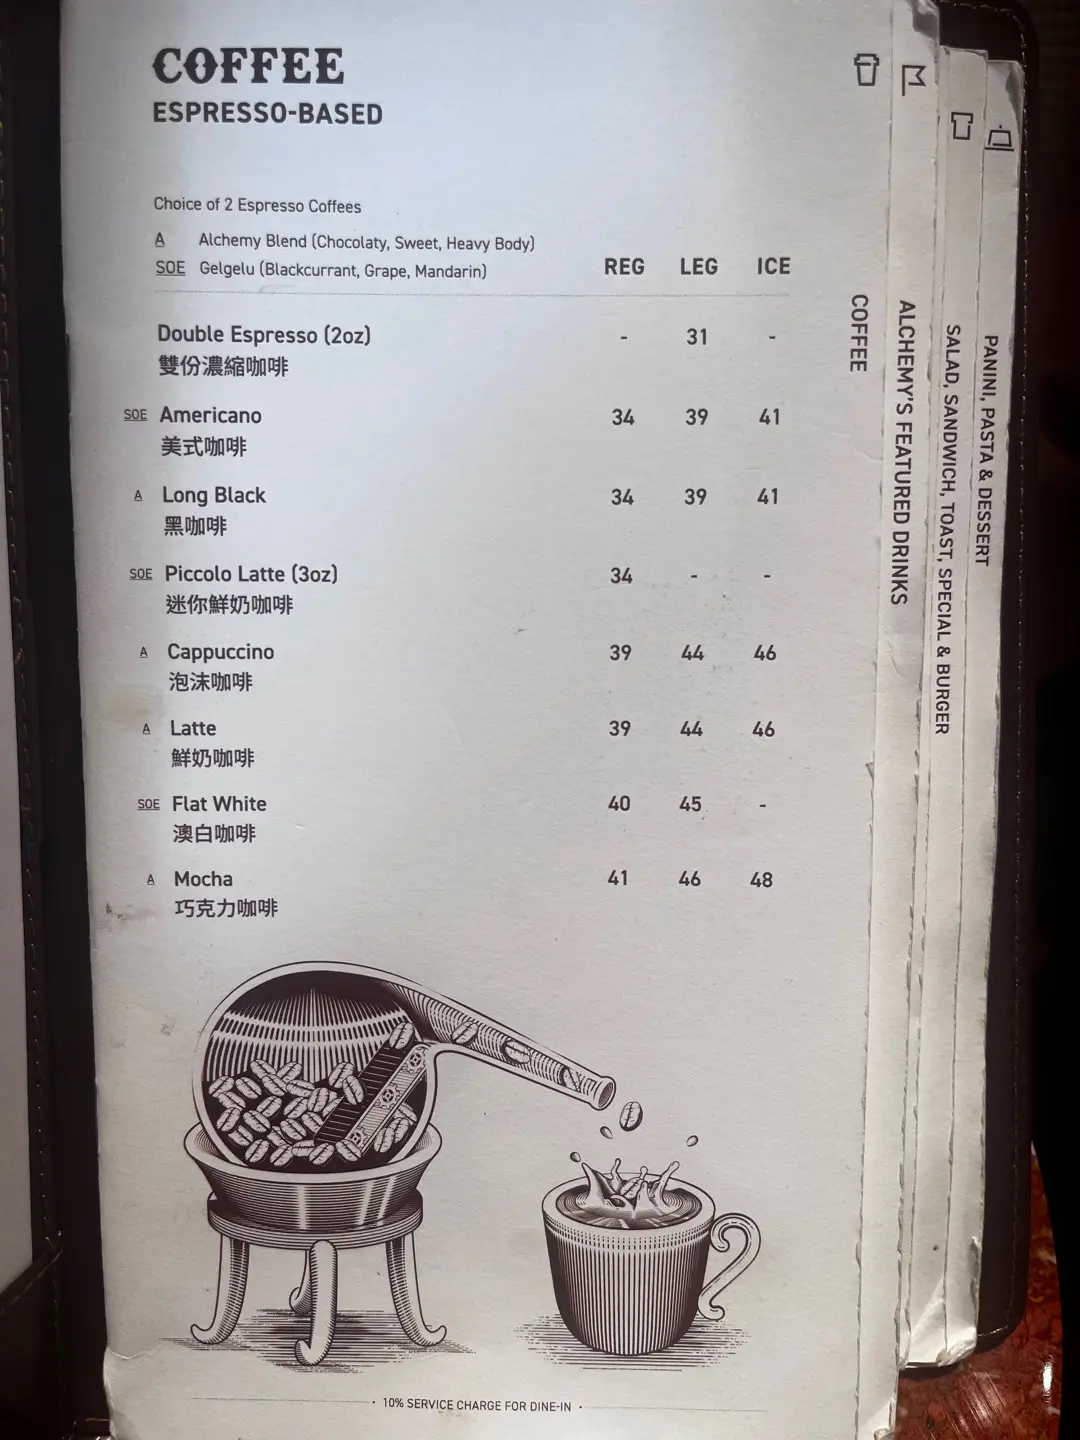 COFFEE
ESPRESSO-BASED
Choice of 2 Espresso Coffees
A Alchemy Blend (Chocolaty, Sweet, Heavy Body)
SOE Gelgelu (Blackcurrant, Grape, Mandarin)
REG LEG ICE
Double Espresso (2oz) - 31 -
雙份濃縮咖啡
SOE Americano 34 39 41
美式咖啡
A Long Black 34 39 41
黑咖啡
SOE Piccolo Latte (3oz) 34 - -
迷你鮮奶咖啡
A Cappuccino 39 44 46
泡沫咖啡
A Latte 39 44 46
鮮奶咖啡
SOE Flat White 40 45 -
澳白咖啡
A Mocha 41 46 48
巧克力咖啡
· 10% SERVICE CHARGE FOR DINE-IN ·
COFFEE
ALCHEMY'S FEATURED DRINKS
SALAD, SANDWICH, TOAST, SPECIAL & BURGER
PANINI, PASTA & DESSERT